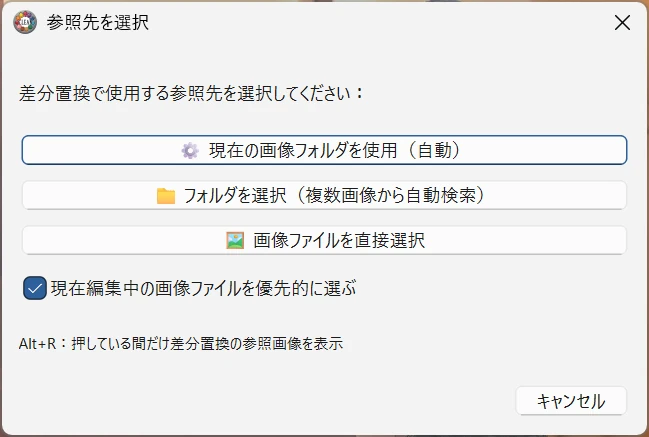 参照先を選択
差分置換で使用する参照先を選択してください：
現在の画像フォルダを使用（自動）
フォルダを選択（複数画像から自動検索）
画像ファイルを直接選択
現在編集中の画像ファイルを優先的に選ぶ
Alt+R：押している間だけ差分置換の参照画像を表示
キャンセル